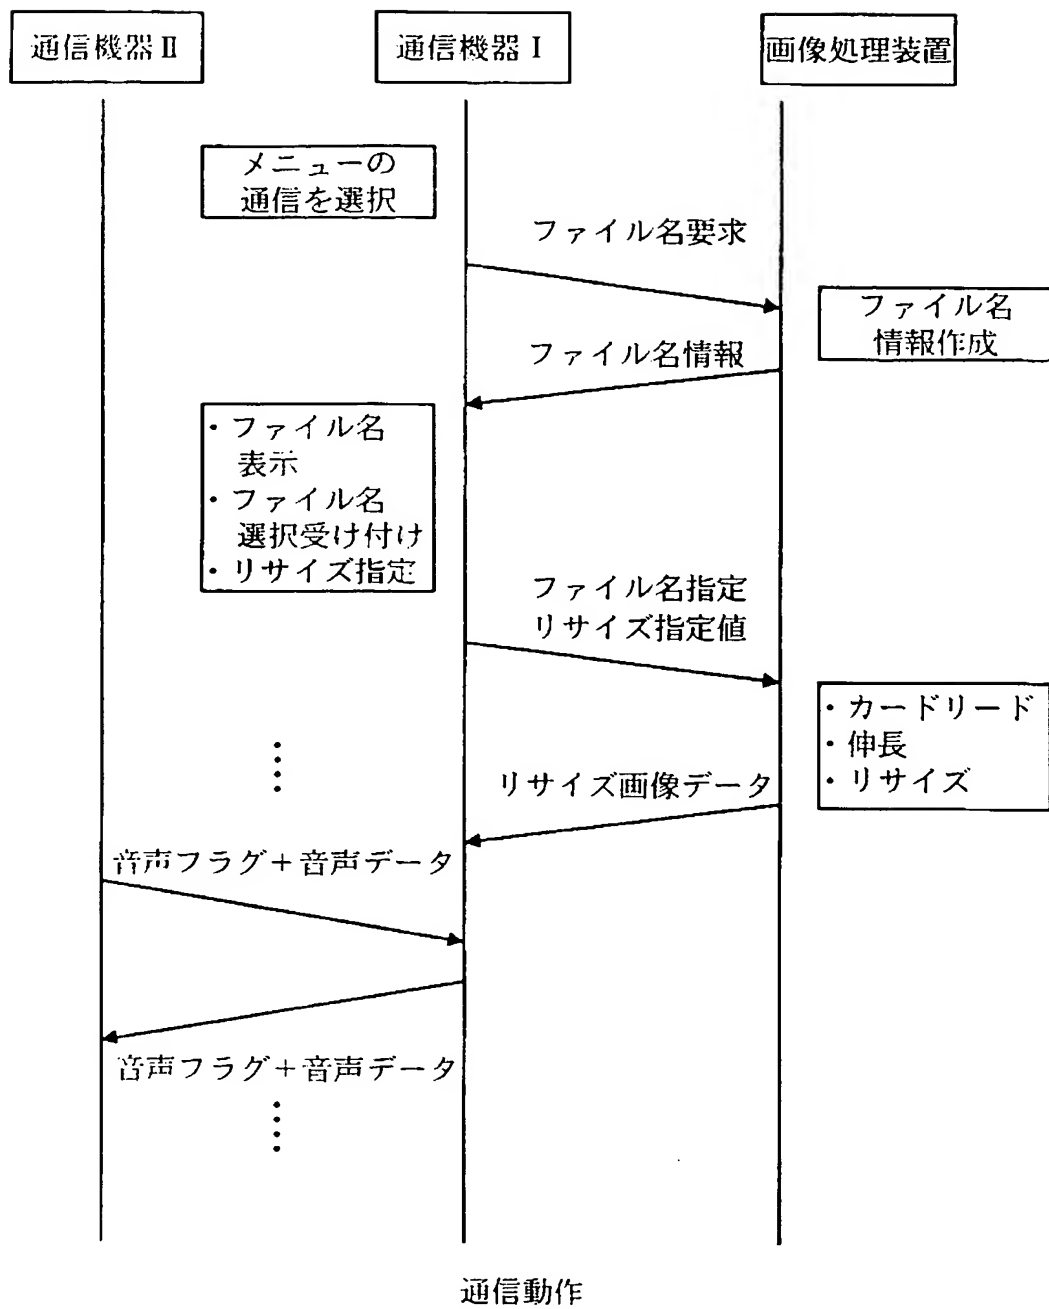 通信機器Ⅱ
通信機器Ⅰ
画像処理装置
メニューの
通信を選択
ファイル名要求
ファイル名
情報作成
ファイル名情報
・ファイル名
表示
・ファイル名
選択受け付け
・リサイズ指定
ファイル名指定
リサイズ指定値
・カードリード
・伸長
・リサイズ
リサイズ画像データ
音声フラグ+音声データ
音声フラグ+音声データ
通信動作